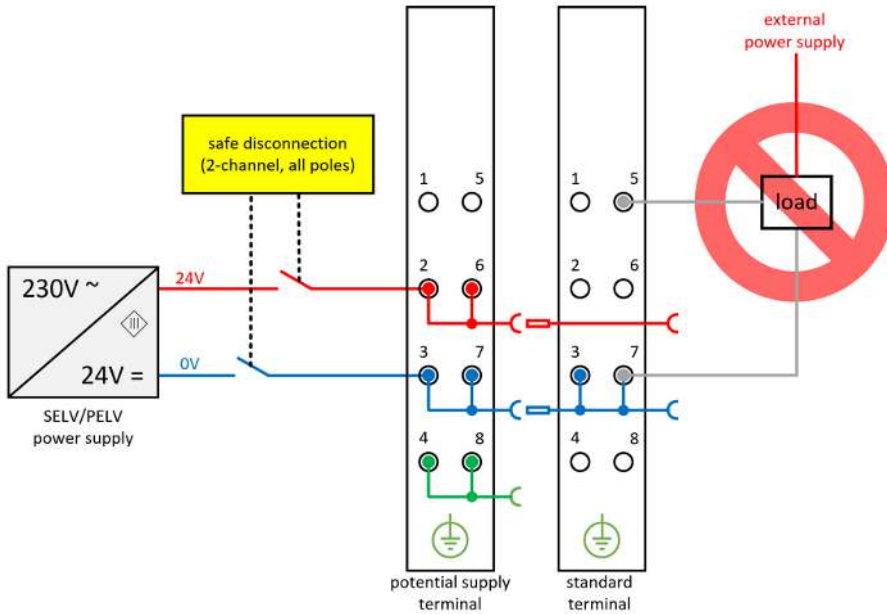 external
power supply
safe disconnection
(2-channel, all poles)
1 5
1 5
load
2 6
2 6
24V
230V ~
III
24V =
0V
3 7
3 7
SELV/PELV
power supply
4 8
4 8
potential supply
terminal
standard
terminal